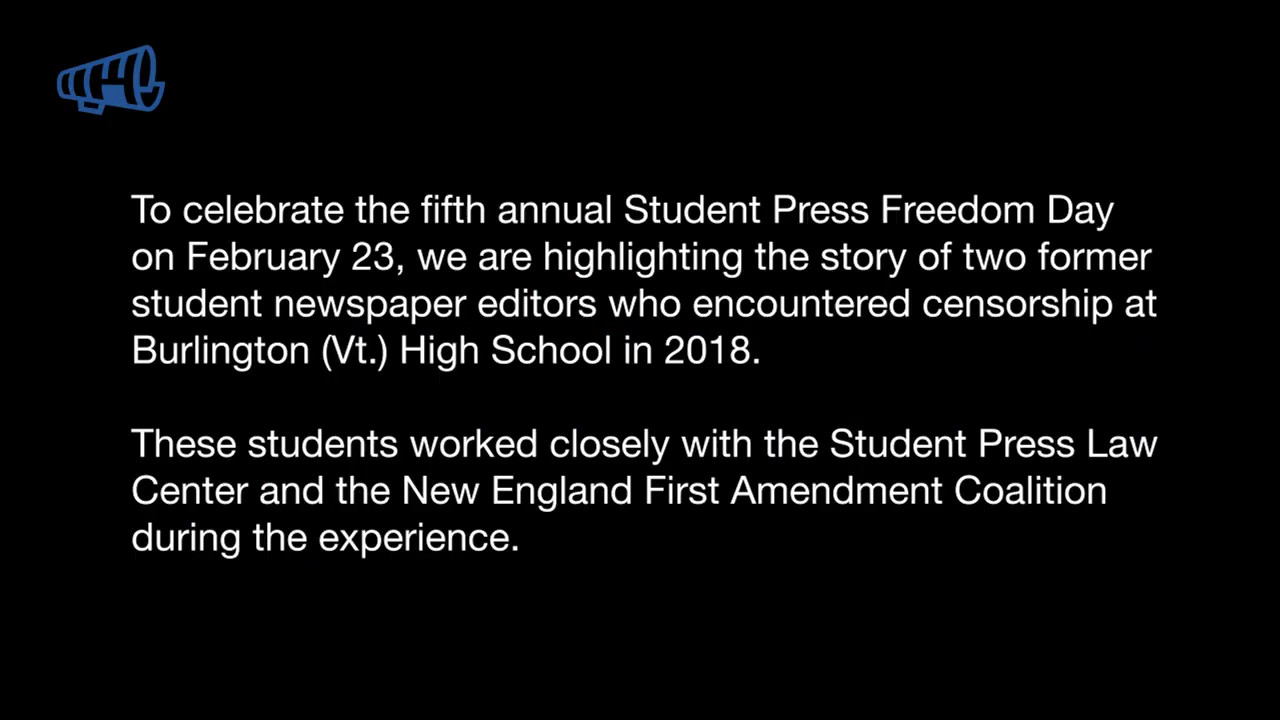 To celebrate the fifth annual Student Press Freedom Day
on February 23, we are highlighting the story of two former
student newspaper editors who encountered censorship at
Burlington (Vt.) High School in 2018.
These students worked closely with the Student Press Law
Center and the New England First Amendment Coalition
during the experience.